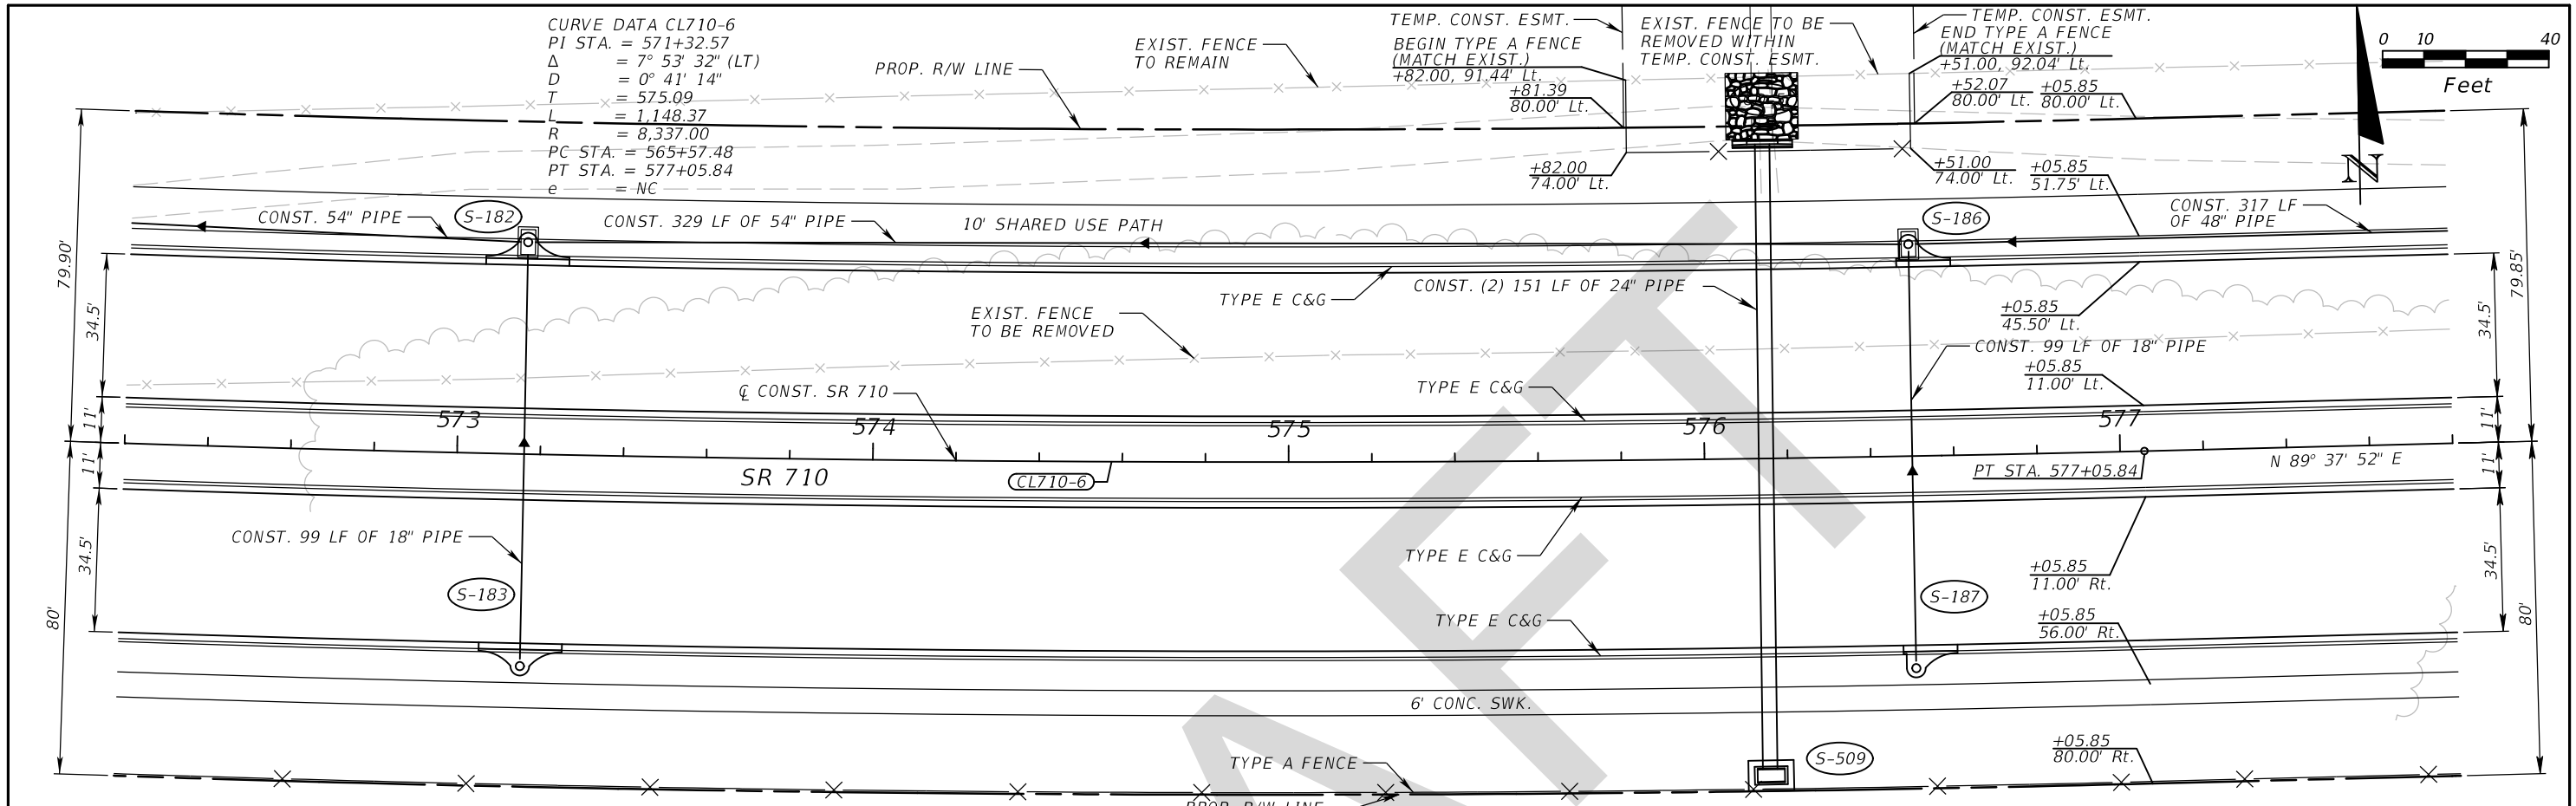 CURVE DATA CL710-6
PI STA. = 571+32.57
Δ = 7° 53' 32" (LT)
D = 0° 41' 14"
T = 575.09
L = 1,148.37
R = 8,337.00
PC STA. = 565+57.48
PT STA. = 577+05.84
e = NC
PROP. R/W LINE
EXIST. FENCE
TO REMAIN
TEMP. CONST. ESMT.
BEGIN TYPE A FENCE
(MATCH EXIST.)
+82.00, 91.44' Lt.
+81.39
80.00' Lt.
EXIST. FENCE TO BE
REMOVED WITHIN
TEMP. CONST. ESMT.
TEMP. CONST. ESMT.
END TYPE A FENCE
(MATCH EXIST.)
+51.00, 92.04' Lt.
+52.07
80.00' Lt.
+05.85
80.00' Lt.
0 10 40
Feet
N
+82.00
74.00' Lt.
+51.00
74.00' Lt.
+05.85
51.75' Lt.
CONST. 54" PIPE
S-182
CONST. 329 LF OF 54" PIPE
10' SHARED USE PATH
S-186
CONST. 317 LF
OF 48" PIPE
79.90'
34.5'
11'
11'
34.5'
80'
TYPE E C&G
CONST. (2) 151 LF OF 24" PIPE
+05.85
45.50' Lt.
79.85'
34.5'
11'
11'
34.5'
80'
EXIST. FENCE
TO BE REMOVED
CONST. 99 LF OF 18" PIPE
+05.85
11.00' Lt.
℄ CONST. SR 710
TYPE E C&G
573
574
575
576
577
SR 710
CL710-6
PT STA. 577+05.84
N 89° 37' 52" E
CONST. 99 LF OF 18" PIPE
TYPE E C&G
+05.85
11.00' Rt.
S-183
S-187
TYPE E C&G
+05.85
56.00' Rt.
6' CONC. SWK.
TYPE A FENCE
S-509
+05.85
80.00' Rt.
PROP. R/W LINE
AFT